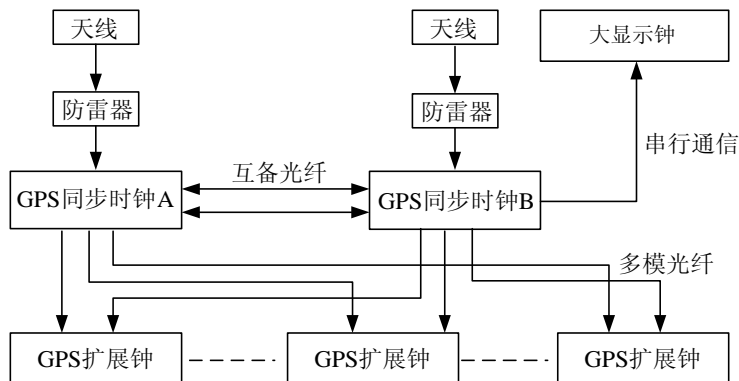 天线
天线
大显示钟
防雷器
防雷器
串行通信
互备光纤
GPS同步时钟A
GPS同步时钟B
多模光纤
GPS扩展钟
GPS扩展钟
GPS扩展钟